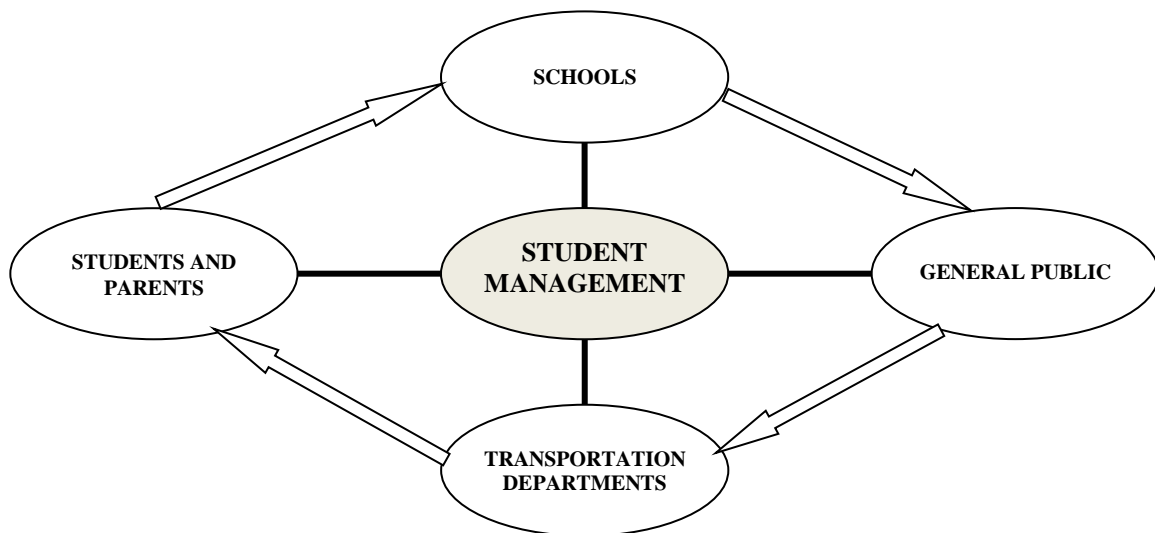 SCHOOLS
STUDENTS AND
PARENTS
STUDENT
MANAGEMENT
GENERAL PUBLIC
TRANSPORTATION
DEPARTMENTS